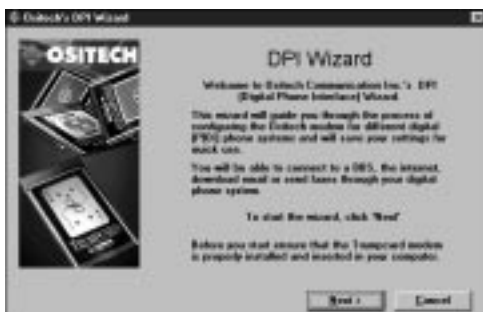 Ositech's DPI Wizard
OSITECH
DPI Wizard
Welcome to Ositech Communication Inc.'s DPI
(Digital Phone Interface) Wizard.
This wizard will guide you through the process of
configuring the Ositech modem for different digital
(PBX) phone systems and will save your settings for
quick use.
You will be able to connect to a BBS, the internet,
download email or send faxes through your digital
phone system.
To start the wizard, click 'Next'
Before you start ensure that the Trumpcard modem
is properly installed and inserted in your computer.
Next >
Cancel